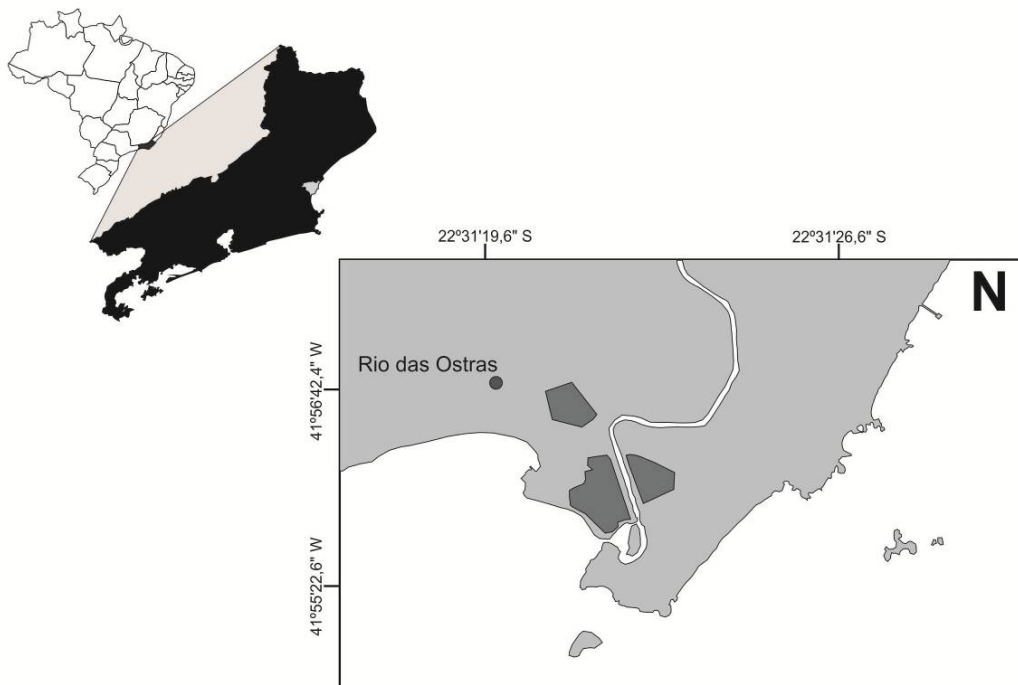 22º31'19,6" S
22º31'26,6" S
N
Rio das Ostras
41º56'42,4" W
41º55'22,6" W